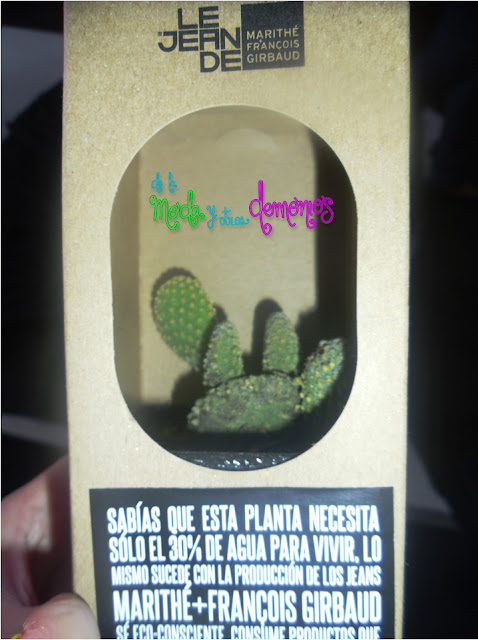 LE
JEAN
DE
MARITHÉ
+ FRANÇOIS
GIRBAUD
de la
Moda y otros demonios
SABÍAS QUE ESTA PLANTA NECESITA
SÓLO EL 30% DE AGUA PARA VIVIR, LO
MISMO SUCEDE CON LA PRODUCCIÓN DE LOS JEANS
MARITHÉ+FRANÇOIS GIRBAUD
SÉ ECO-CONSCIENTE, CONSUME PRODUCTOS QUE